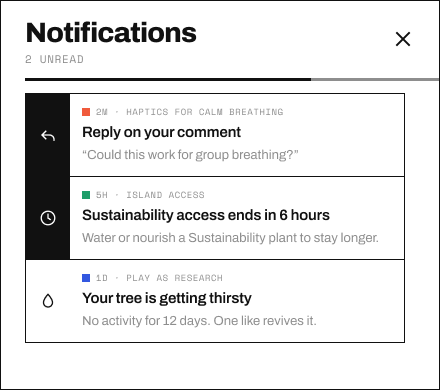 Notifications
2 UNREAD
2M · HAPTICS FOR CALM BREATHING
Reply on your comment
“Could this work for group breathing?”
5H · ISLAND ACCESS
Sustainability access ends in 6 hours
Water or nourish a Sustainability plant to stay longer.
1D · PLAY AS RESEARCH
Your tree is getting thirsty
No activity for 12 days. One like revives it.